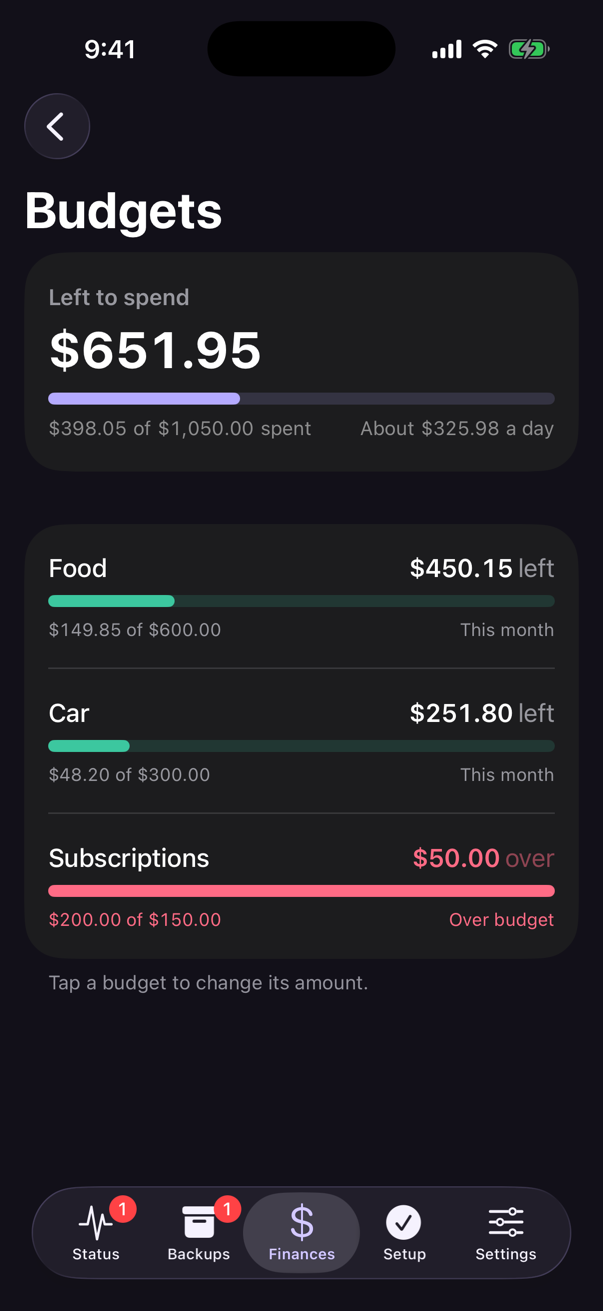 9:41
Budgets
Left to spend
$651.95
$398.05 of $1,050.00 spent About $325.98 a day
Food $450.15 left
$149.85 of $600.00 This month
Car $251.80 left
$48.20 of $300.00 This month
Subscriptions $50.00 over
$200.00 of $150.00 Over budget
Tap a budget to change its amount.
1 1
Status Backups Finances Setup Settings